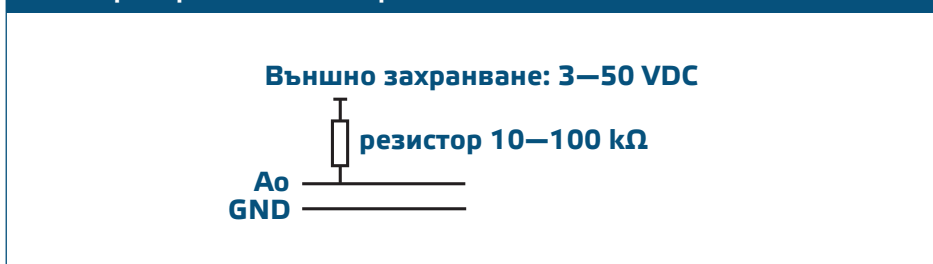 Външно захранване: 3—50 VDC
резистор 10—100 kΩ
Ao
GND